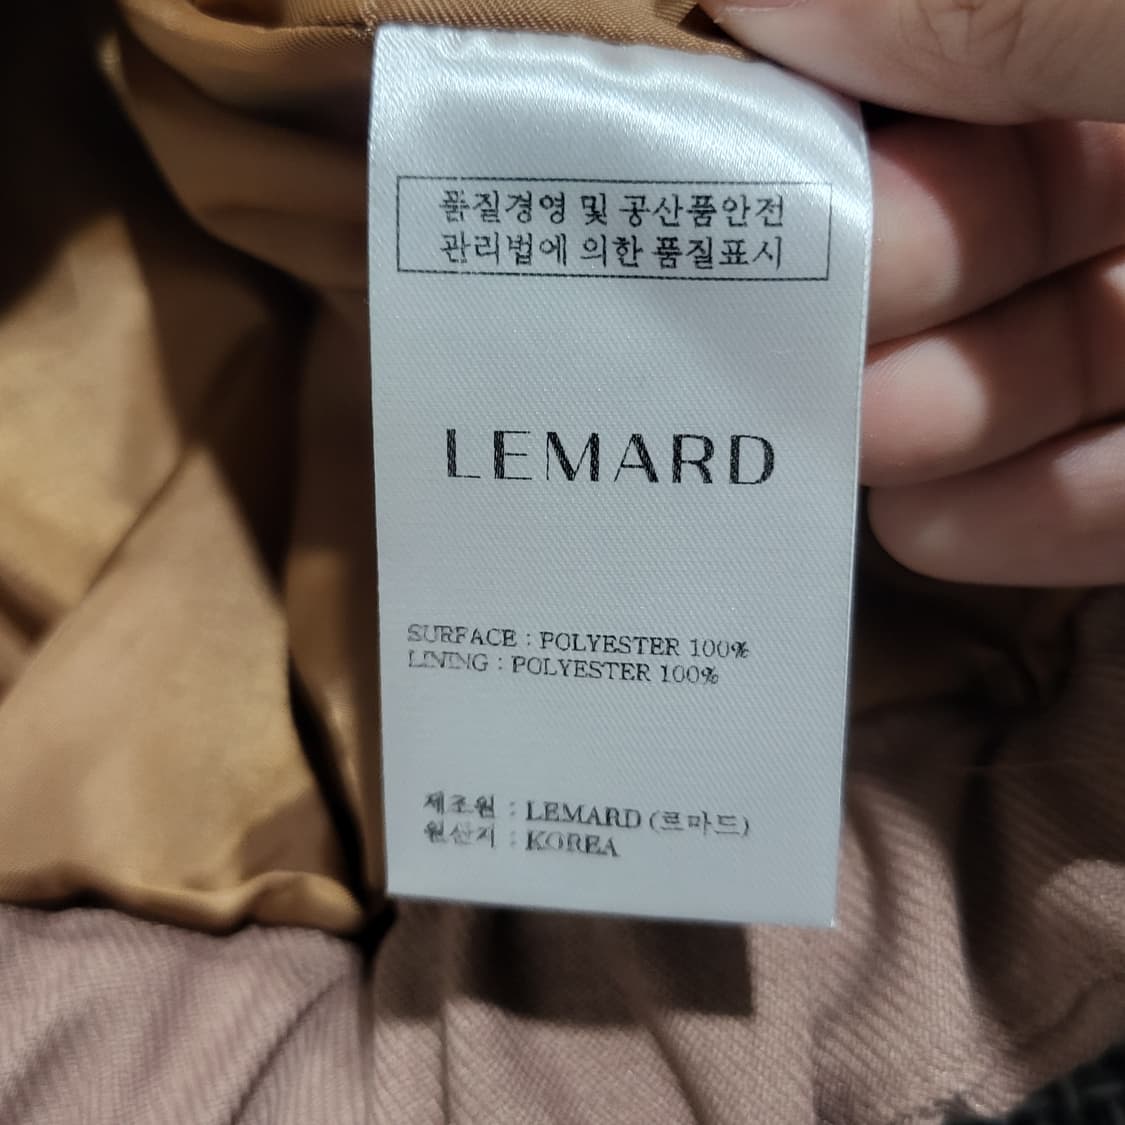 품질경영 및 공산품안전
관리법에 의한 품질표시
LEMARD
SURFACE : POLYESTER 100%
LINING : POLYESTER 100%
제조원 : LEMARD (르마드)
원산지 : KOREA